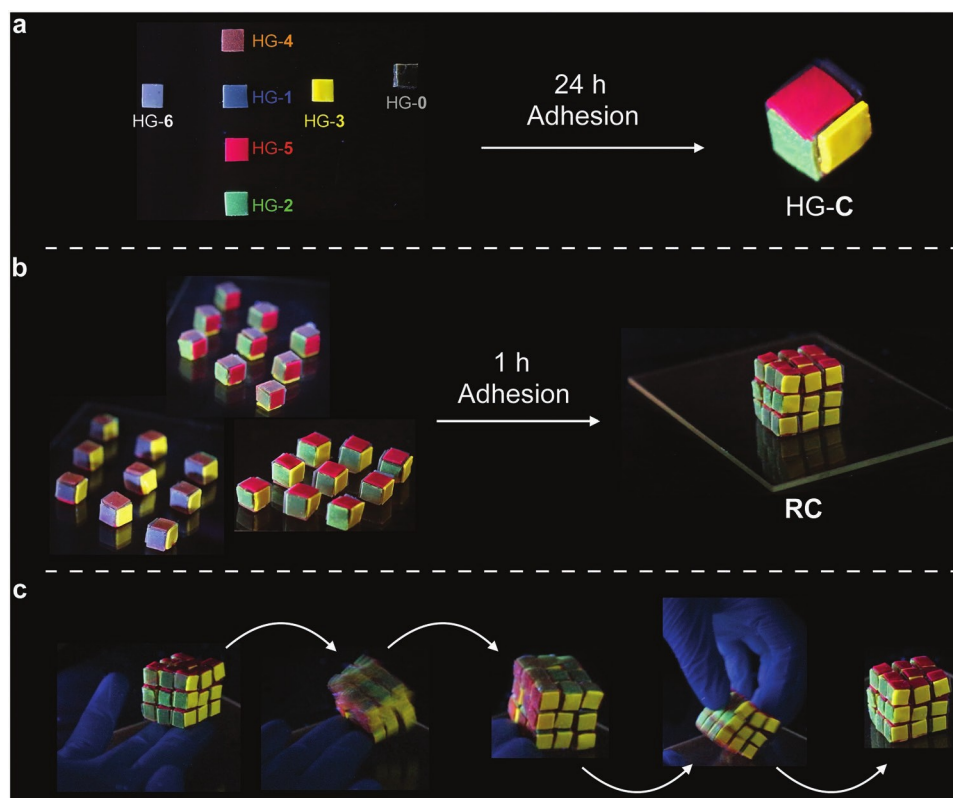 a
HG-4
HG-6
HG-1
HG-3
HG-0
HG-5
HG-2
24 h
Adhesion
HG-C
b
1 h
Adhesion
RC
c